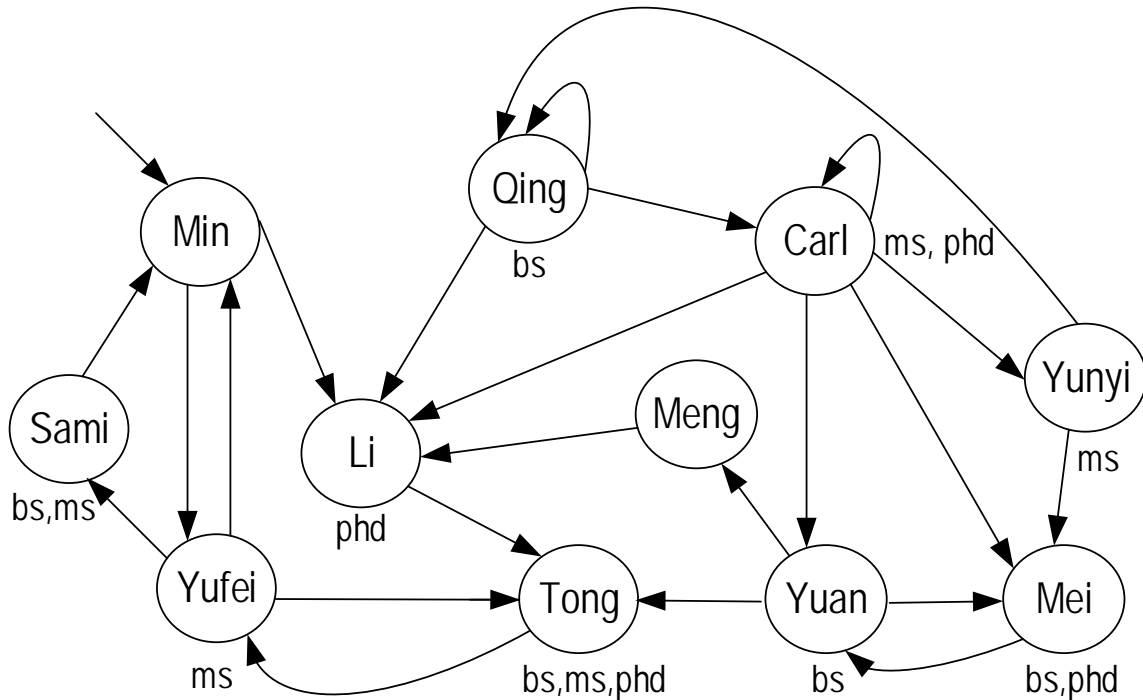 Qing
bs
Min
Carl
ms, phd
Yunyi
ms
Sami
bs,ms
Li
phd
Meng
Yufei
ms
Tong
bs,ms,phd
Yuan
bs
Mei
bs,phd